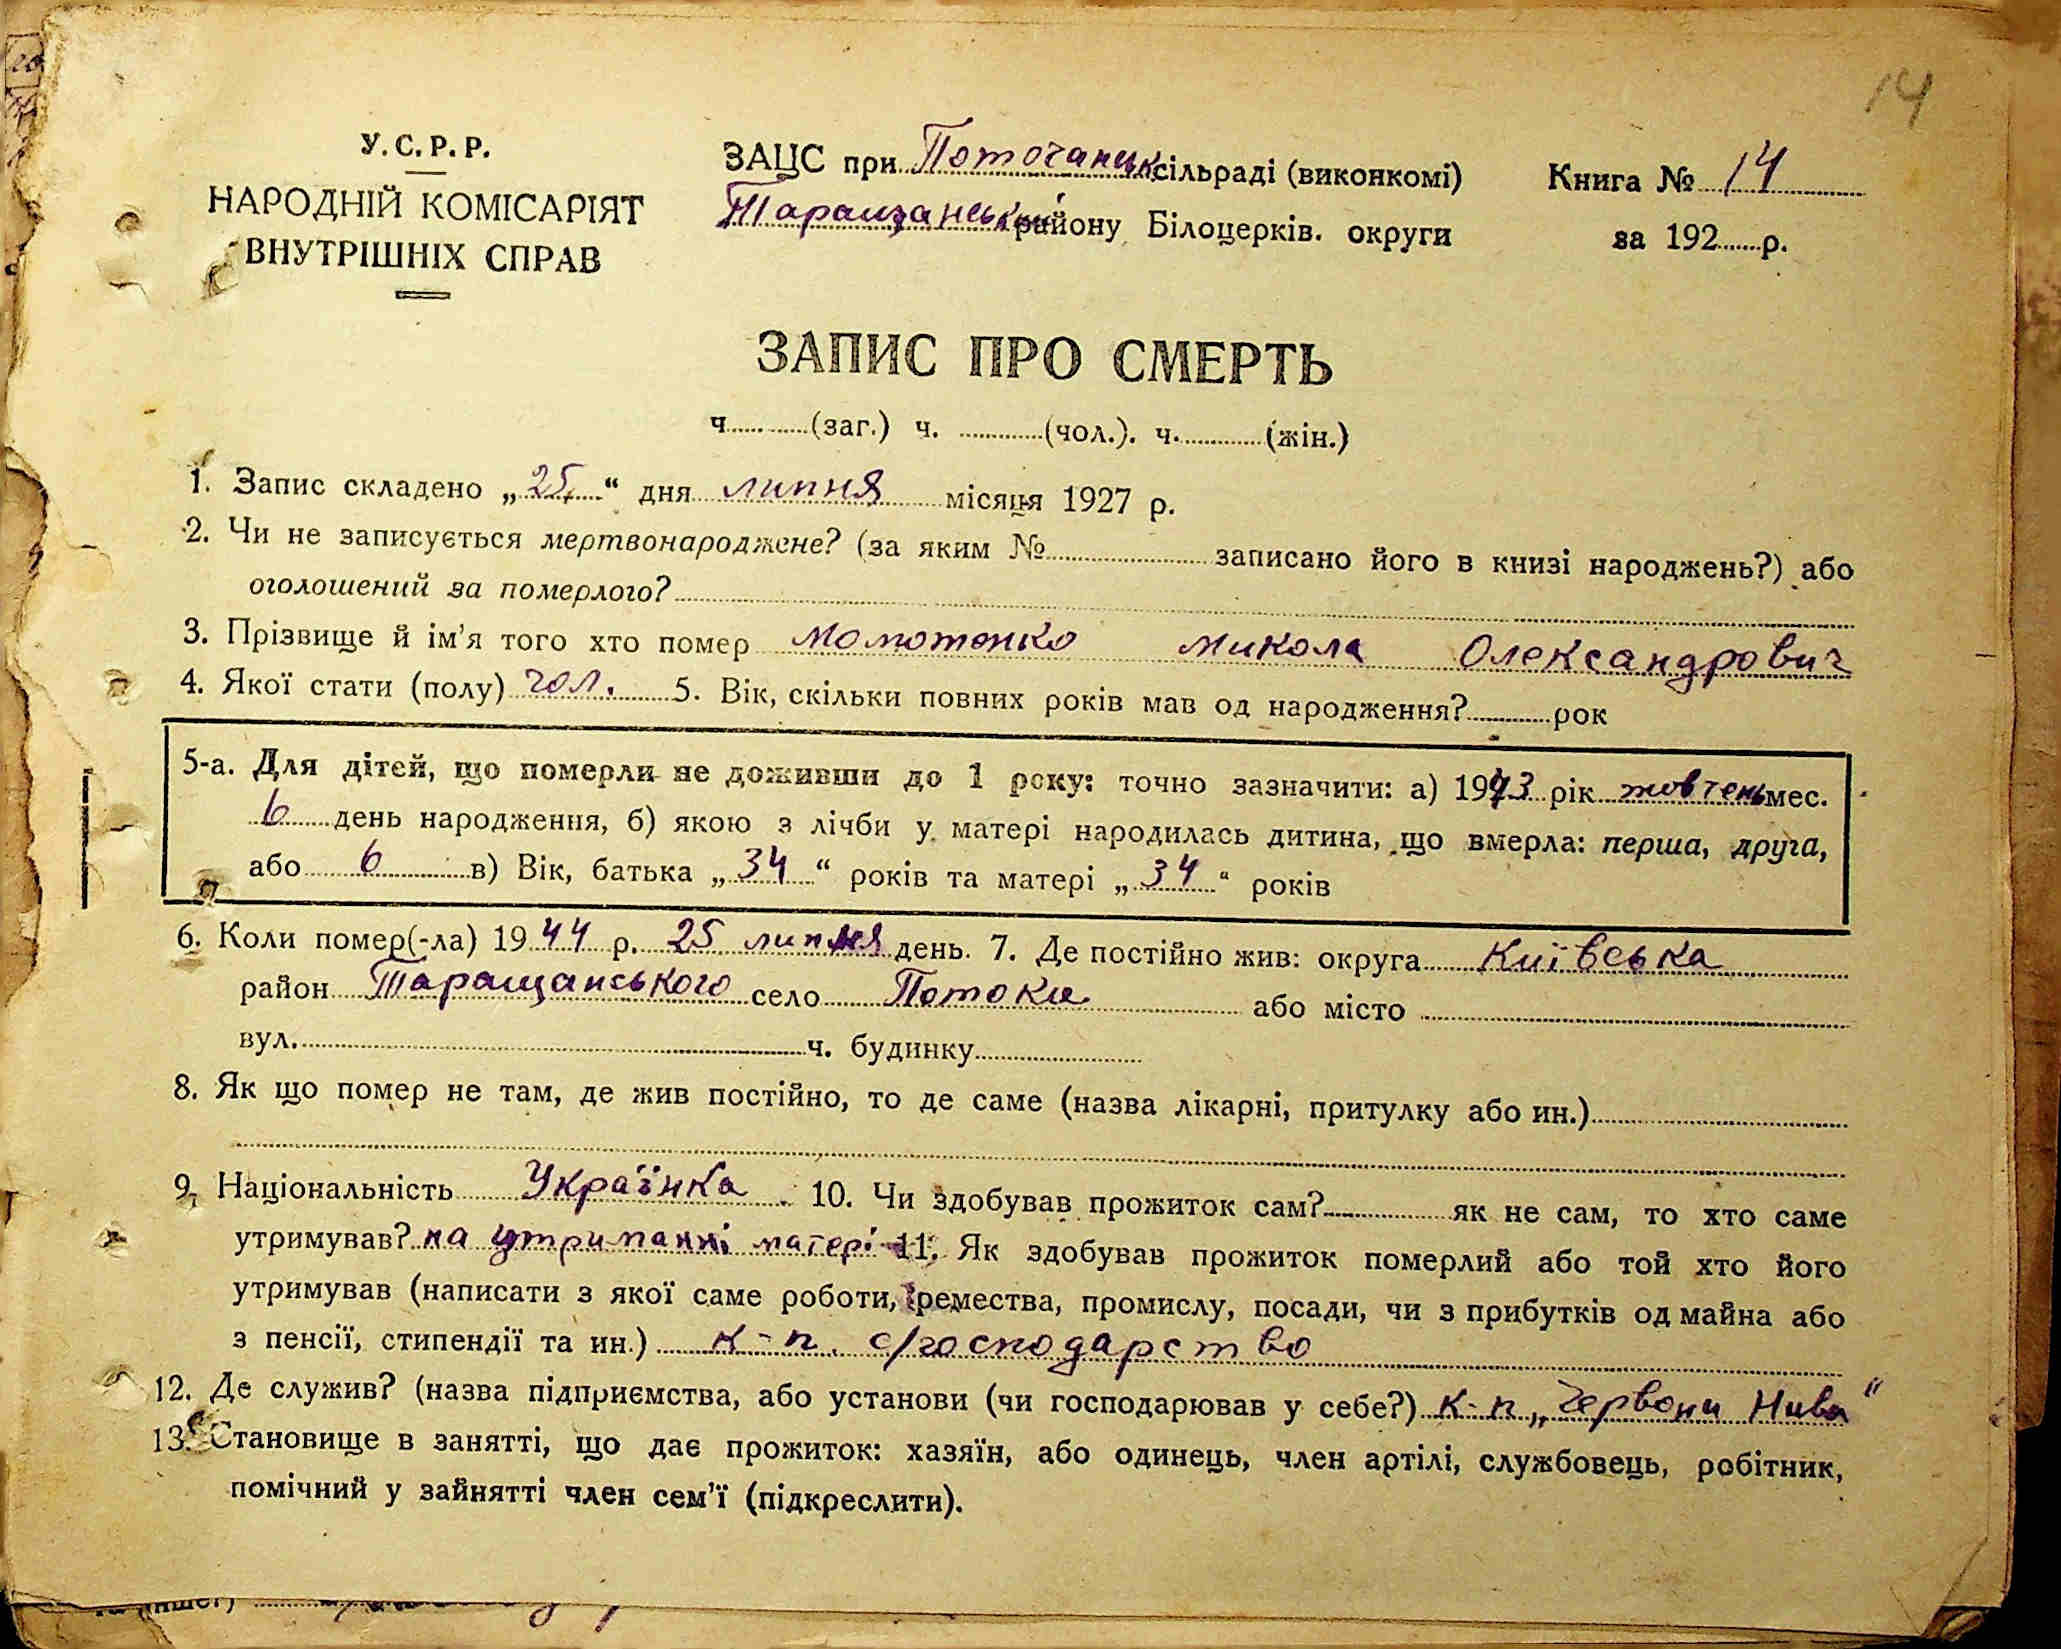 14
У.С.Р.Р.
НАРОДНІЙ КОМІСАРІЯТ
ВНУТРІШНІХ СПРАВ
ЗАЦС при Поточанськ сільраді (виконкомі)
Таращанськ району Білоцерків. округи
Книга № 14
за 192 р.
ЗАПИС ПРО СМЕРТЬ
ч. (заг.) ч. (чол.). ч. (жін.)
1. Запис складено „25“ дня липня місяця 1927 р.
2. Чи не записується мертвонароджене? (за яким № записано його в книзі народжень?) або
оголошений за померлого?
3. Прізвище й ім'я того хто помер Момотенко Микола Олександрович
4. Якої стати (полу) чол. 5. Вік, скільки повних років мав од народження? рок
5-а. Для дітей, що померли не доживши до 1 року: точно зазначити: а) 1943 рік жовтень мес.
6 день народження, б) якою з лічби у матері народилась дитина, що вмерла: перша, друга,
або 6 в) Вік, батька „34“ років та матері „34“ років
6. Коли помер(-ла) 1944 р. 25 липня день. 7. Де постійно жив: округа Київська
район Таращанського село Потоки або місто
вул. ч. будинку
8. Як що помер не там, де жив постійно, то де саме (назва лікарні, притулку або ин.)
9. Національність Українка 10. Чи здобував прожиток сам? як не сам, то хто саме
утримував? на утриманні матері 11. Як здобував прожиток померлий або той хто його
утримував (написати з якої саме роботи, ремества, промислу, посади, чи з прибутків од майна або
з пенсії, стипендії та ин.) к-п. с/господарство
12. Де служив? (назва підприємства, або установи (чи господарював у себе?) к-п „Червони Нива“
13. Становище в занятті, що дає прожиток: хазяїн, або одинець, член артілі, службовець, робітник,
помічний у зайнятті член сем'ї (підкреслити).